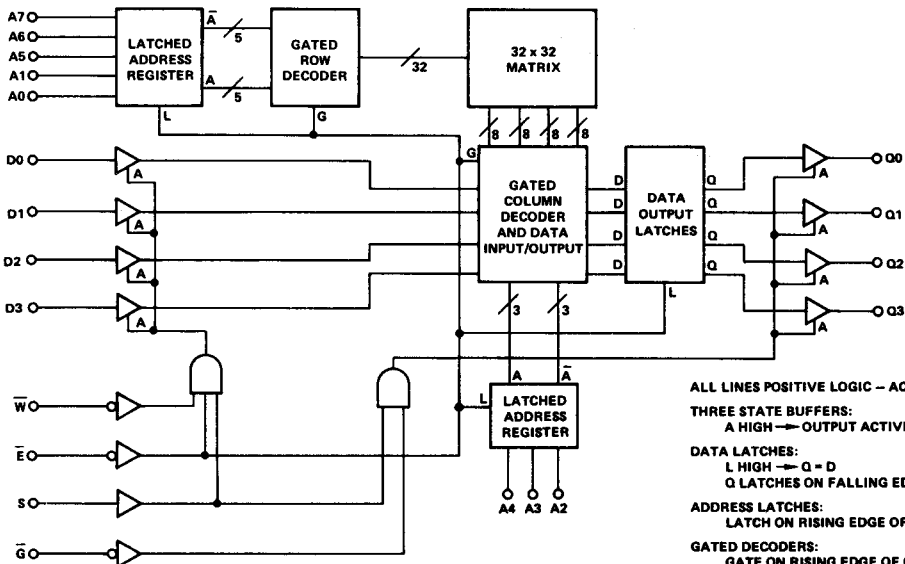 A7
A6
A5
A1
A0
LATCHED
ADDRESS
REGISTER
L
A̅
5
A
5
GATED
ROW
DECODER
G
32
32 x 32
MATRIX
8
8
8
8
D0
A
D1
A
D2
A
D3
A
G
GATED
COLUMN
DECODER
AND DATA
INPUT/OUTPUT
D
D
D
D
DATA
OUTPUT
LATCHES
L
Q
Q
Q
Q
A
Q0
A
Q1
A
Q2
A
Q3
3
3
A
A̅
L
LATCHED
ADDRESS
REGISTER
A4
A3
A2
W̅
E̅
S
G̅
ALL LINES POSITIVE LOGIC –
THREE STATE BUFFERS:
A HIGH → OUTPUT
DATA LATCHES:
L HIGH → Q = D
Q LATCHES ON FALLING
ADDRESS LATCHES:
LATCH ON RISING EDGE OF
GATED DECODERS:
GATE ON RISING EDGE OF